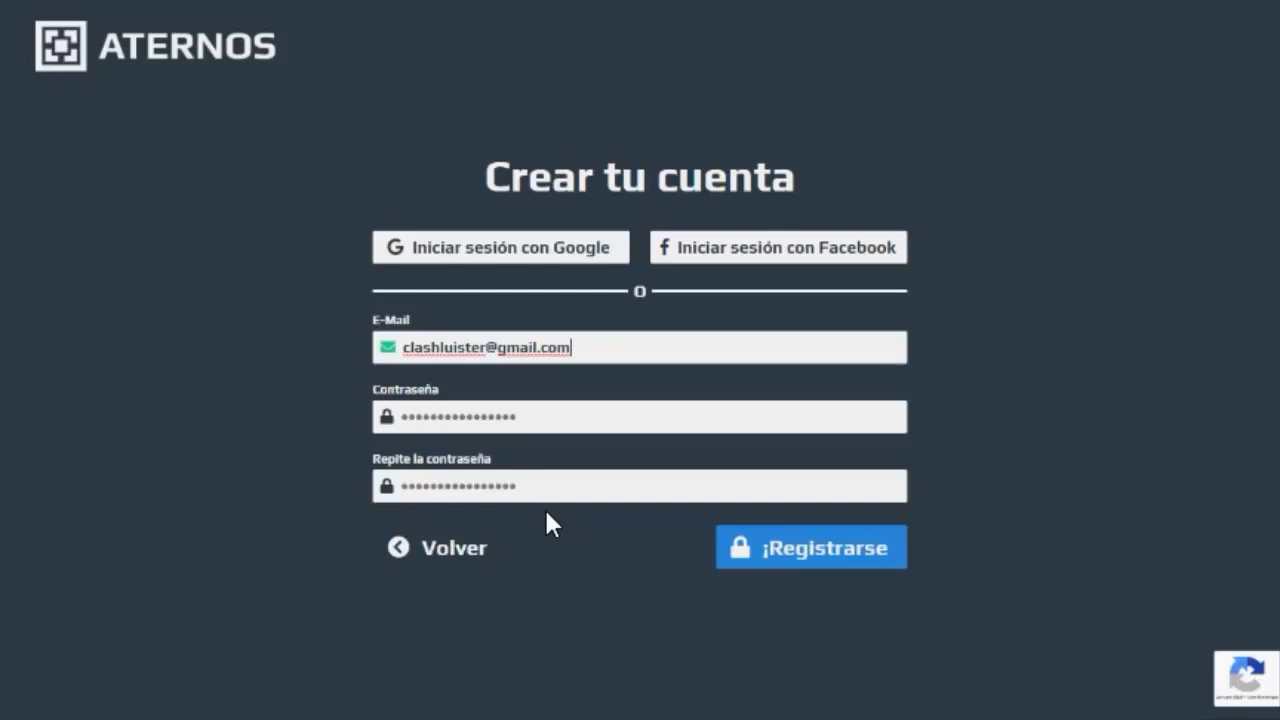 ATERNOS
Crear tu cuenta
Iniciar sesión con Google
Iniciar sesión con Facebook
O
E-Mail
clashluister@gmail.com
Contraseña
••••••••••••••••
Repite la contraseña
••••••••••••••••
Volver
¡Registrarse